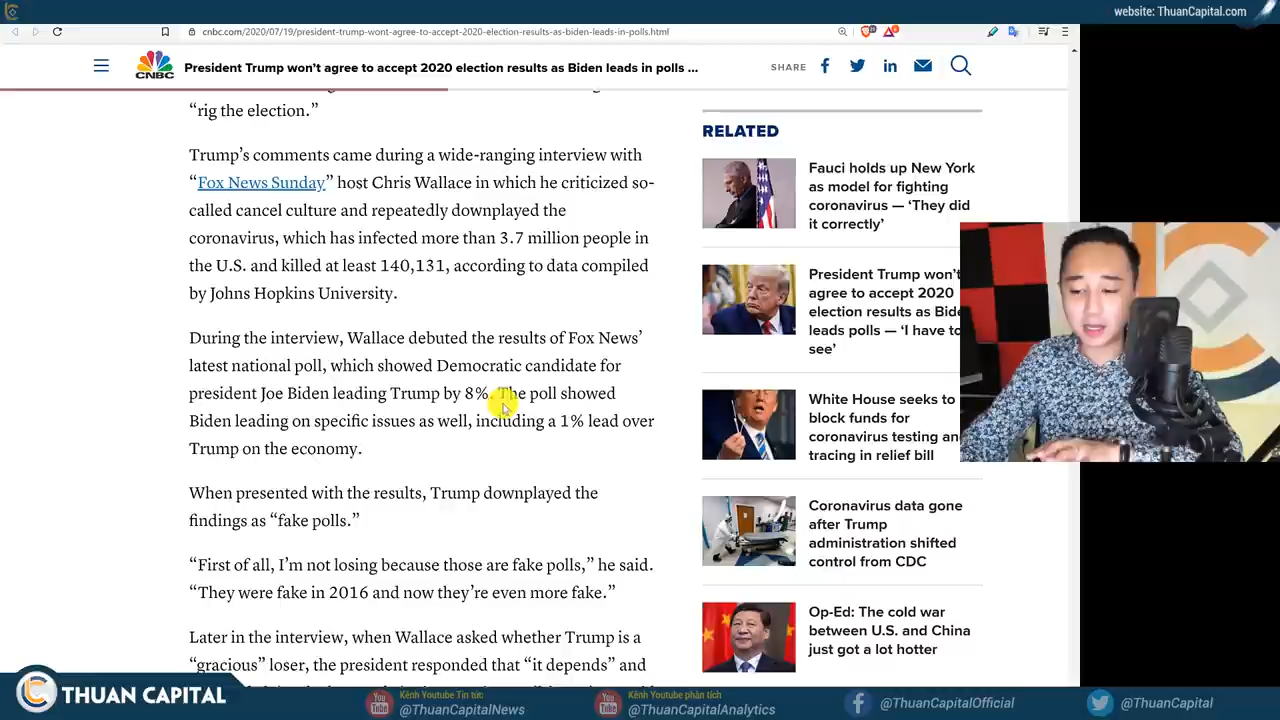 website: ThuanCapital.com
cnbc.com/2020/07/19/president-trump-wont-agree-to-accept-2020-election-results-as-biden-leads-in-polls.html
CNBC
President Trump won't agree to accept 2020 election results as Biden leads in polls ...
SHARE
“rig the election.”
Trump's comments came during a wide-ranging interview with
“Fox News Sunday” host Chris Wallace in which he criticized so-
called cancel culture and repeatedly downplayed the
coronavirus, which has infected more than 3.7 million people in
the U.S. and killed at least 140,131, according to data compiled
by Johns Hopkins University.
During the interview, Wallace debuted the results of Fox News'
latest national poll, which showed Democratic candidate for
president Joe Biden leading Trump by 8%. The poll showed
Biden leading on specific issues as well, including a 1% lead over
Trump on the economy.
When presented with the results, Trump downplayed the
findings as “fake polls.”
“First of all, I'm not losing because those are fake polls,” he said.
“They were fake in 2016 and now they're even more fake.”
Later in the interview, when Wallace asked whether Trump is a
“gracious” loser, the president responded that “it depends” and
RELATED
Fauci holds up New York
as model for fighting
coronavirus — ‘They did
it correctly’
President Trump won't
agree to accept 2020
election results as Bide
leads polls — ‘I have to
see’
White House seeks to
block funds for
coronavirus testing an
tracing in relief bill
Coronavirus data gone
after Trump
administration shifted
control from CDC
Op-Ed: The cold war
between U.S. and China
just got a lot hotter
THUAN CAPITAL
You
Tube
Kênh Youtube Tin tức:
@ThuanCapitalNews
You
Tube
Kênh Youtube phân tích
@ThuanCapitalAnalytics
@ThuanCapitalOfficial
@ThuanCapital